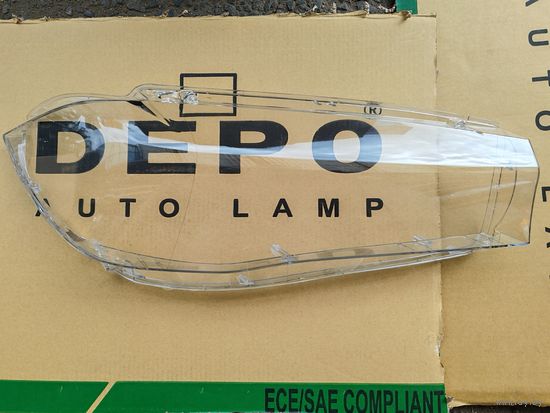 DEPO®
AUTO LAMP
ECE/SAE COMPLIANT